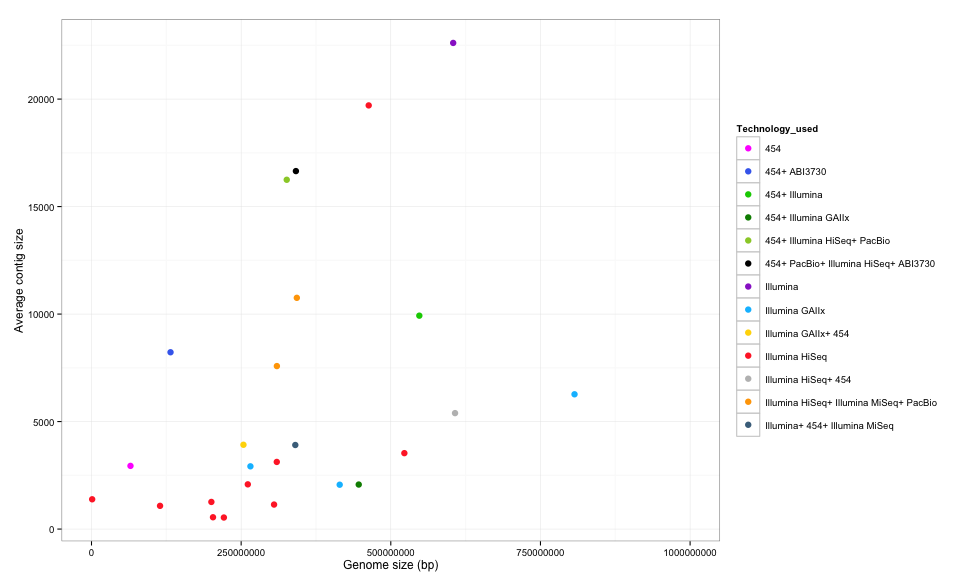 20000
15000
10000
5000
0
Average contig size
0
250000000
500000000
750000000
1000000000
Genome size (bp)
Technology_used
454
454+ ABI3730
454+ Illumina
454+ Illumina GAIIx
454+ Illumina HiSeq+ PacBio
454+ PacBio+ Illumina HiSeq+ ABI3730
Illumina
Illumina GAIIx
Illumina GAIIx+ 454
Illumina HiSeq
Illumina HiSeq+ 454
Illumina HiSeq+ Illumina MiSeq+ PacBio
Illumina+ 454+ Illumina MiSeq